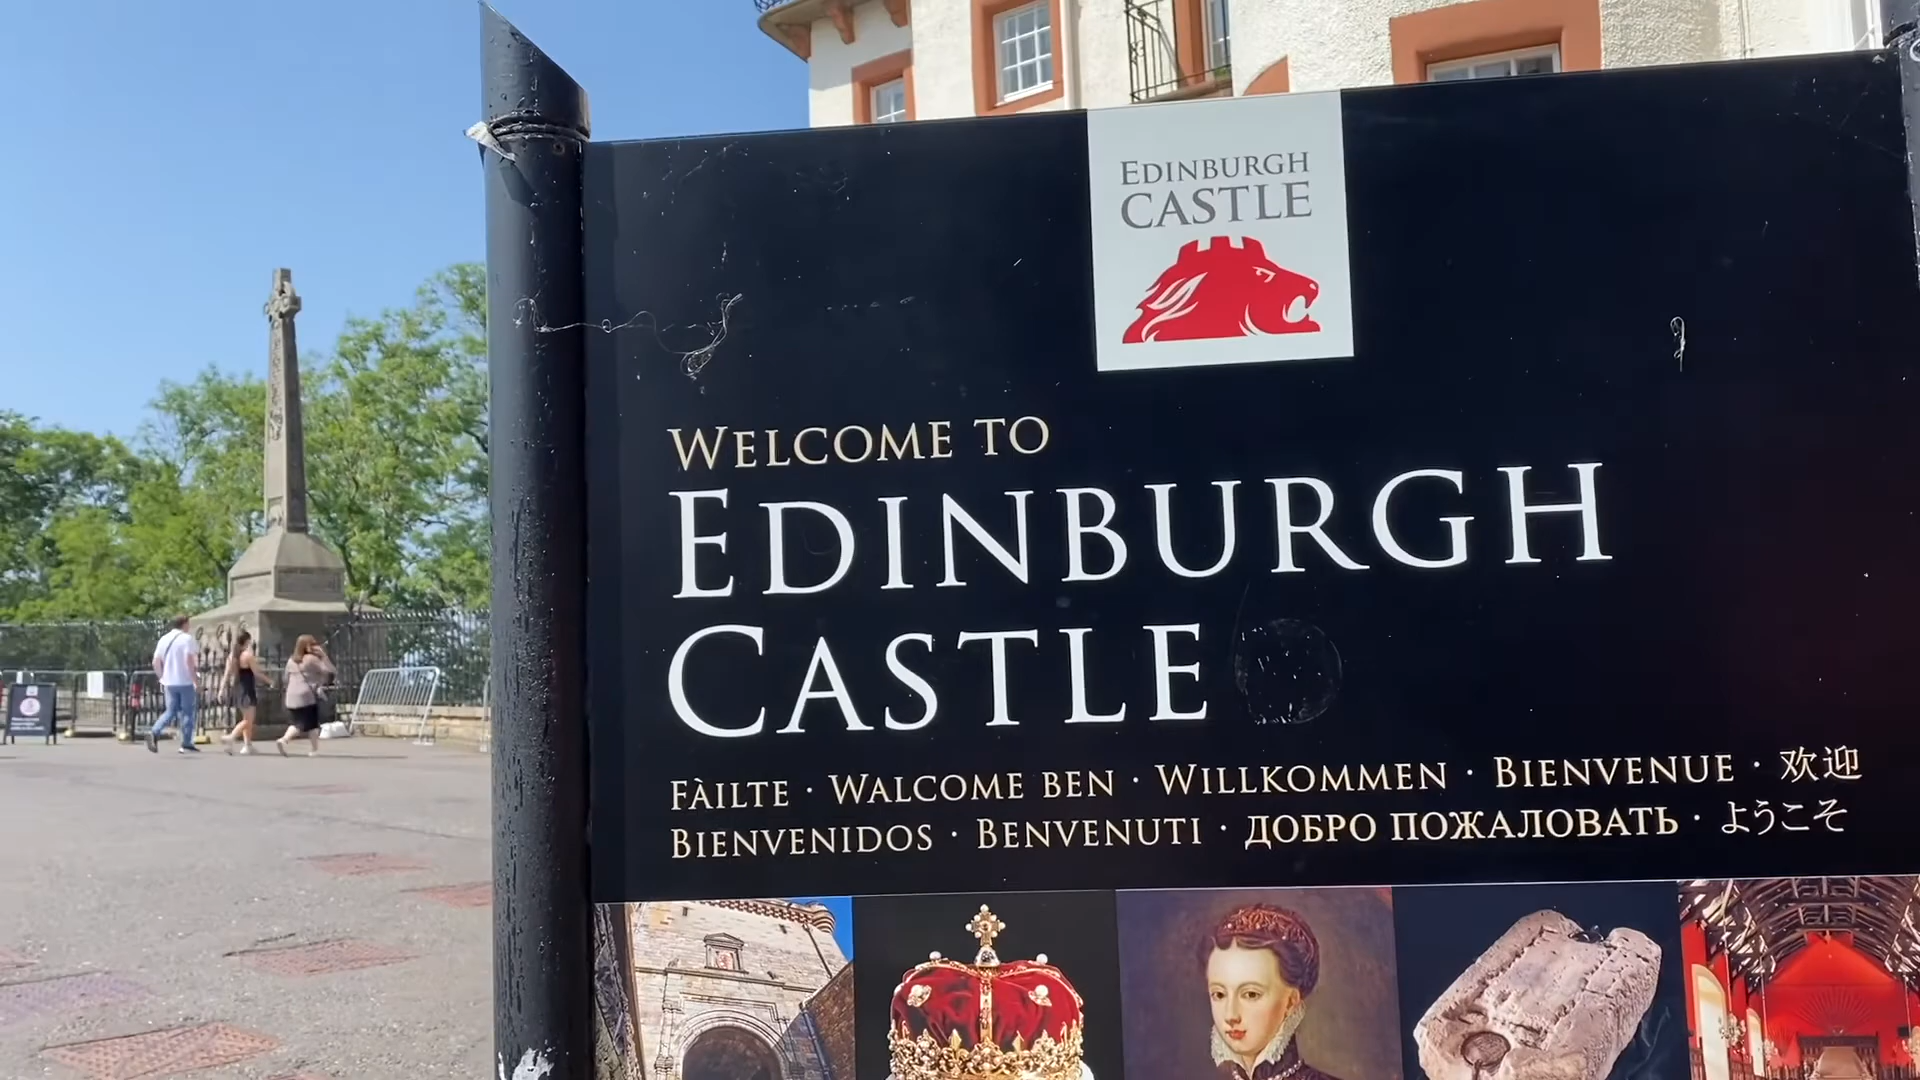 EDINBURGH
CASTLE
WELCOME TO
EDINBURGH
CASTLE
FÀILTE · WALCOME BEN · WILLKOMMEN · BIENVENUE · 欢迎
BIENVENIDOS · BENVENUTI · ДОБРО ПОЖАЛОВАТЬ · ようこそ